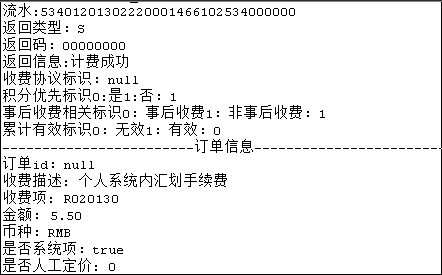 流水:53401201302220001466102534000000
返回类型: S
返回码: 00000000
返回信息:计费成功
收费协议标识: null
积分优先标识0:是1:否: 1
事后收费相关标识0: 事后收费1: 非事后收费: 1
累计有效标识0: 无效1: 有效: 0
-------------------------订单信息-------------------------
订单id: null
收费描述: 个人系统内汇划手续费
收费项: R020130
金额: 5.50
币种: RMB
是否系统项: true
是否人工定价: 0